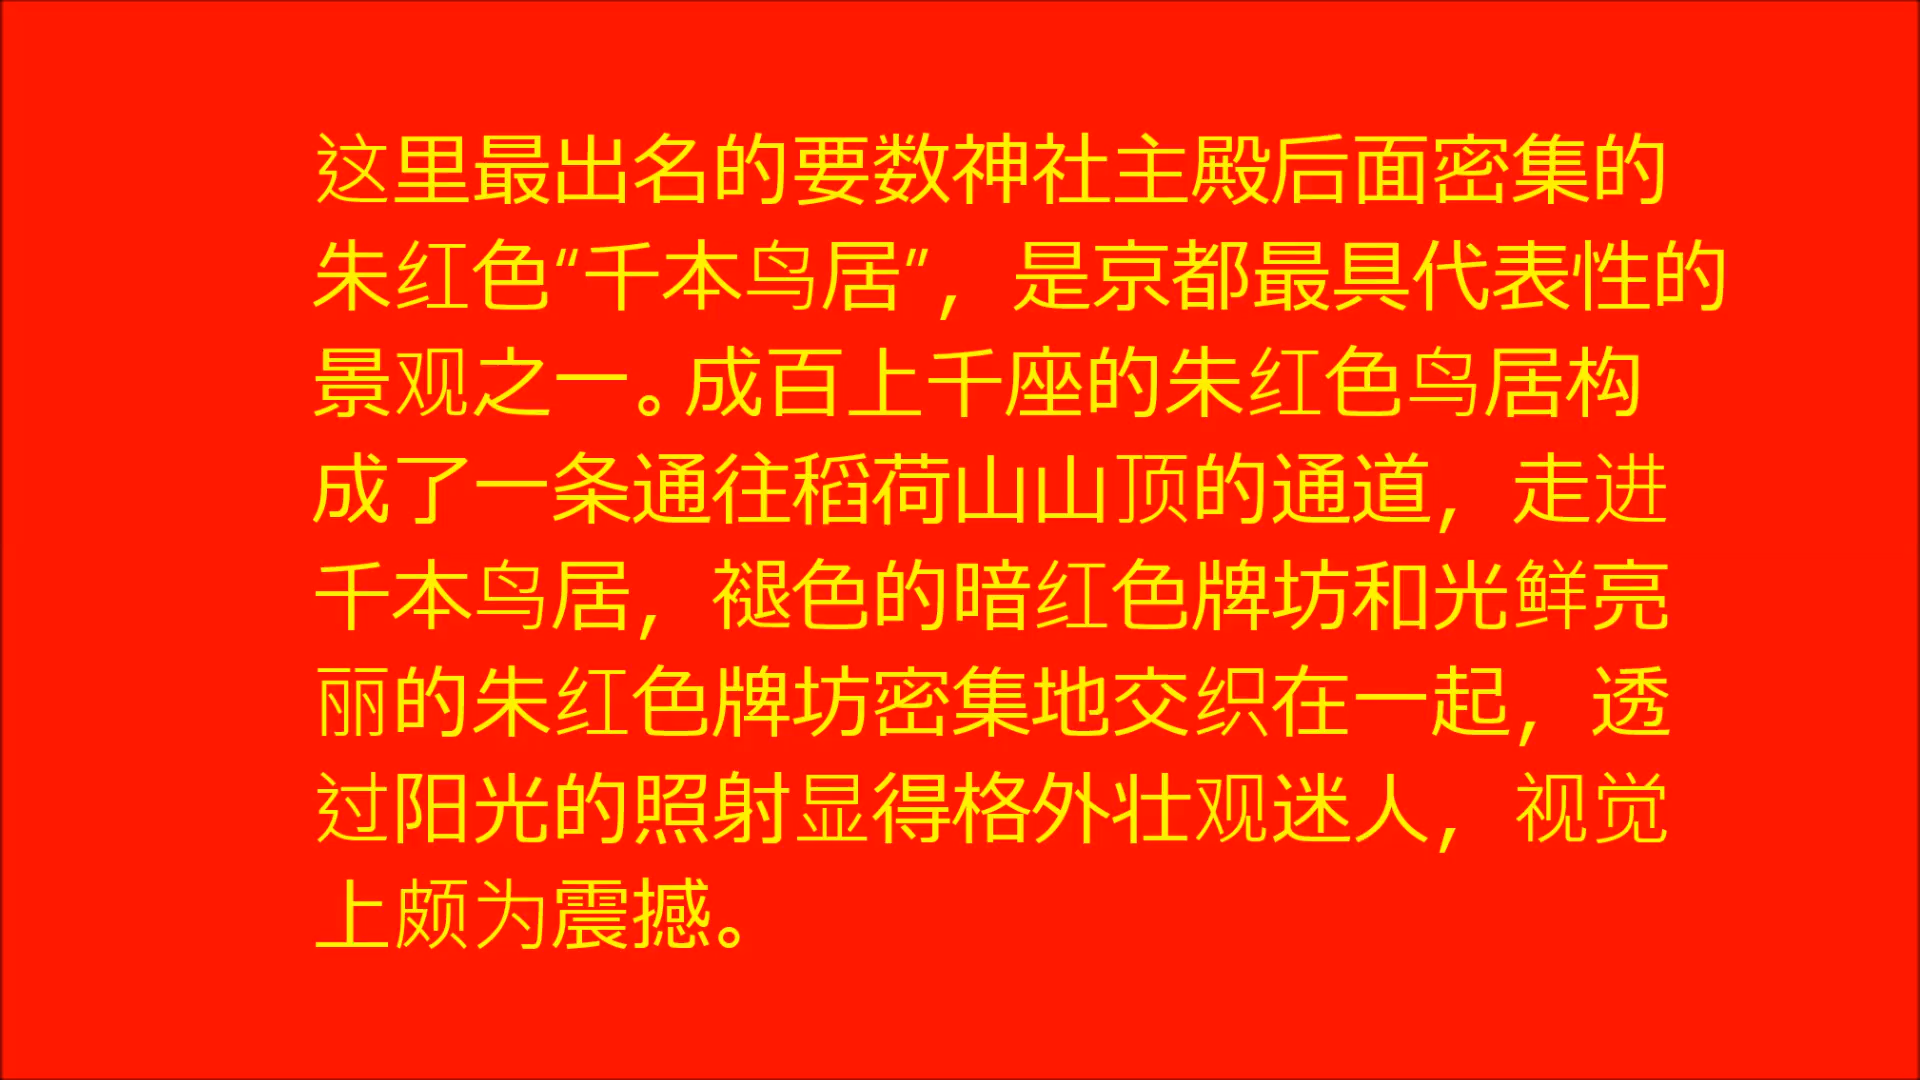 这里最出名的要数神社主殿后面密集的
朱红色“千本鸟居”，是京都最具代表性的
景观之一。成百上千座的朱红色鸟居构
成了一条通往稻荷山山顶的通道，走进
千本鸟居，褪色的暗红色牌坊和光鲜亮
丽的朱红色牌坊密集地交织在一起，透
过阳光的照射显得格外壮观迷人，视觉
上颇为震撼。